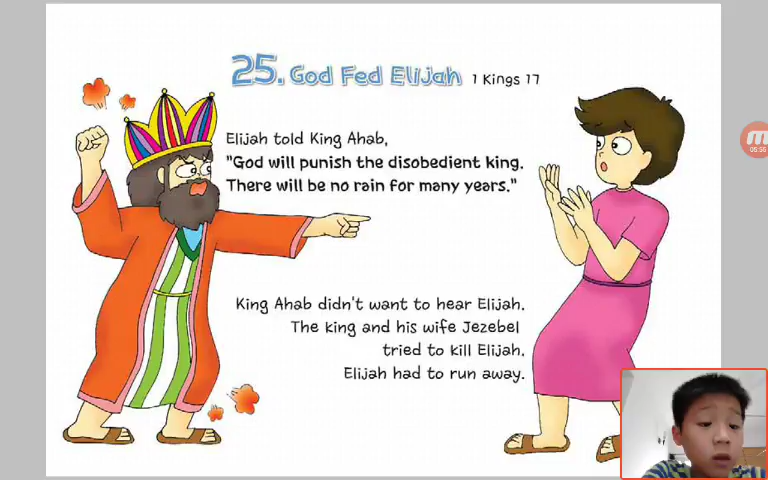 25. God Fed Elijah 1 Kings 17
Elijah told King Ahab,
"God will punish the disobedient king.
There will be no rain for many years."
King Ahab didn't want to hear Elijah.
The king and his wife Jezebel
tried to kill Elijah.
Elijah had to run away.
M
05:56